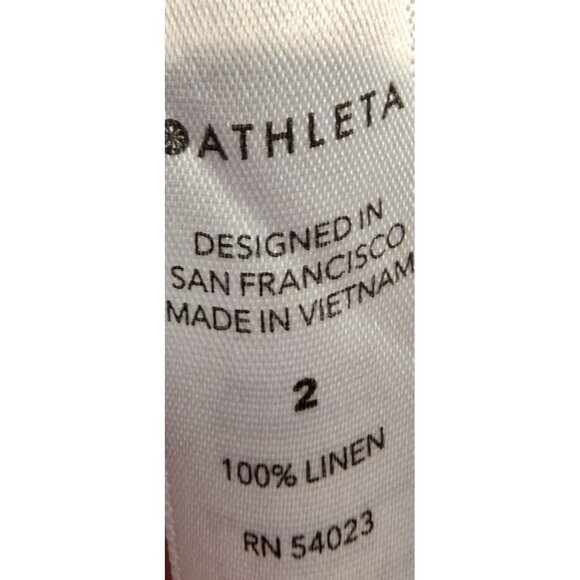 ATHLETA
DESIGNED IN
SAN FRANCISCO
MADE IN VIETNAM
2
100% LINEN
RN 54023